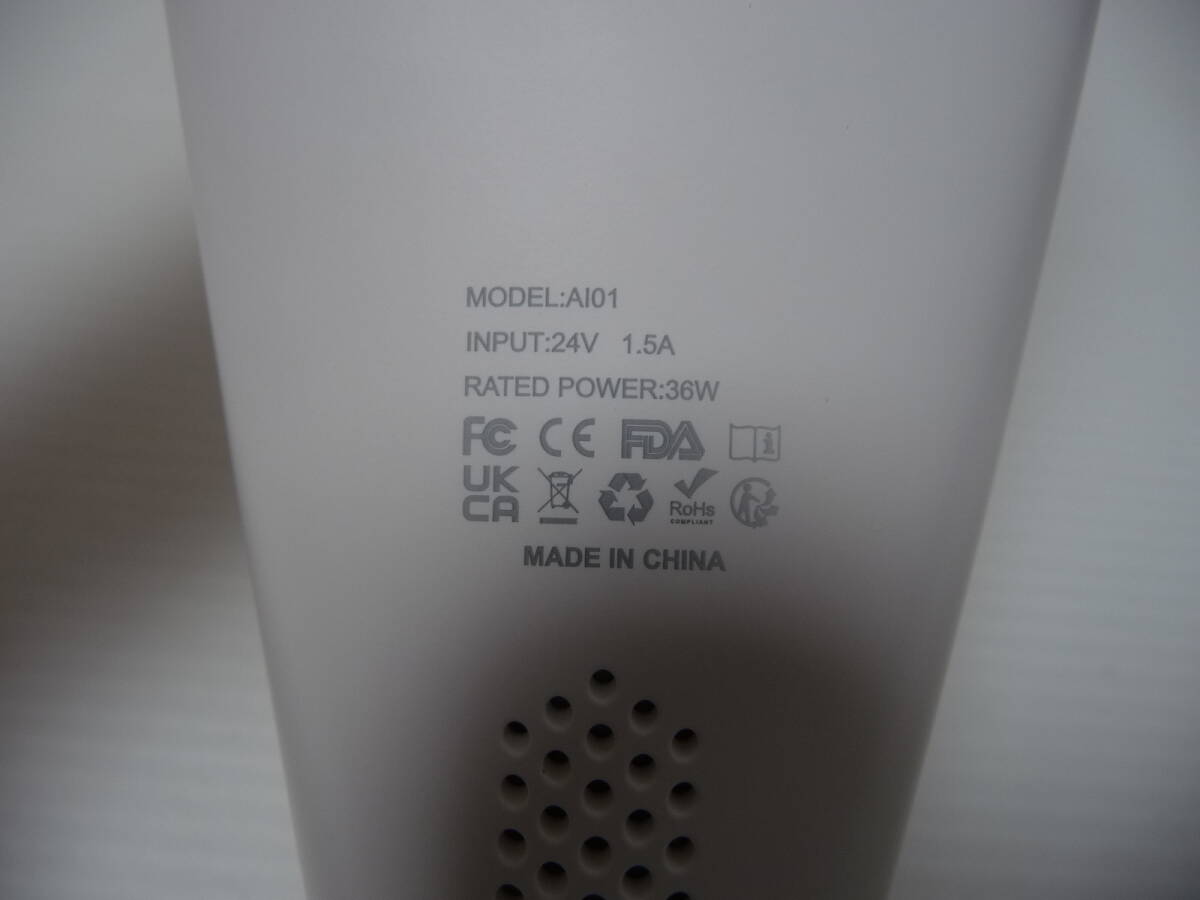 MODEL:AI01
INPUT:24V 1.5A
RATED POWER:36W
FC CE FDA i
UK
CA
RoHs
COMPLIANT
MADE IN CHINA